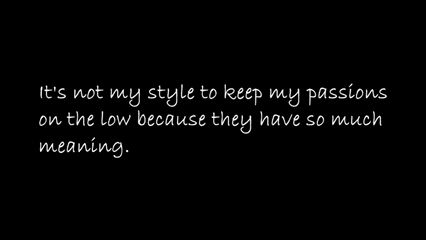 It's not my style to keep my passions
on the low because they have so much
meaning.